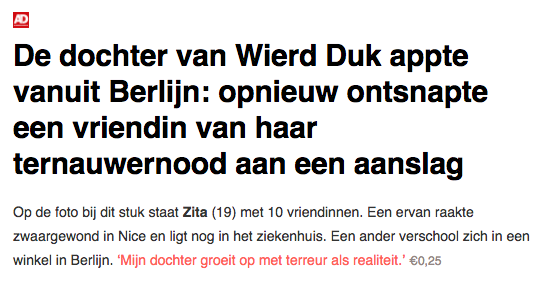 AD
De dochter van Wierd Duk appte
vanuit Berlijn: opnieuw ontsnapte
een vriendin van haar
ternauwernood aan een aanslag
Op de foto bij dit stuk staat Zita (19) met 10 vriendinnen. Een ervan raakte
zwaargewond in Nice en ligt nog in het ziekenhuis. Een ander verschool zich in een
winkel in Berlijn. ‘Mijn dochter groeit op met terreur als realiteit.’ €0,25